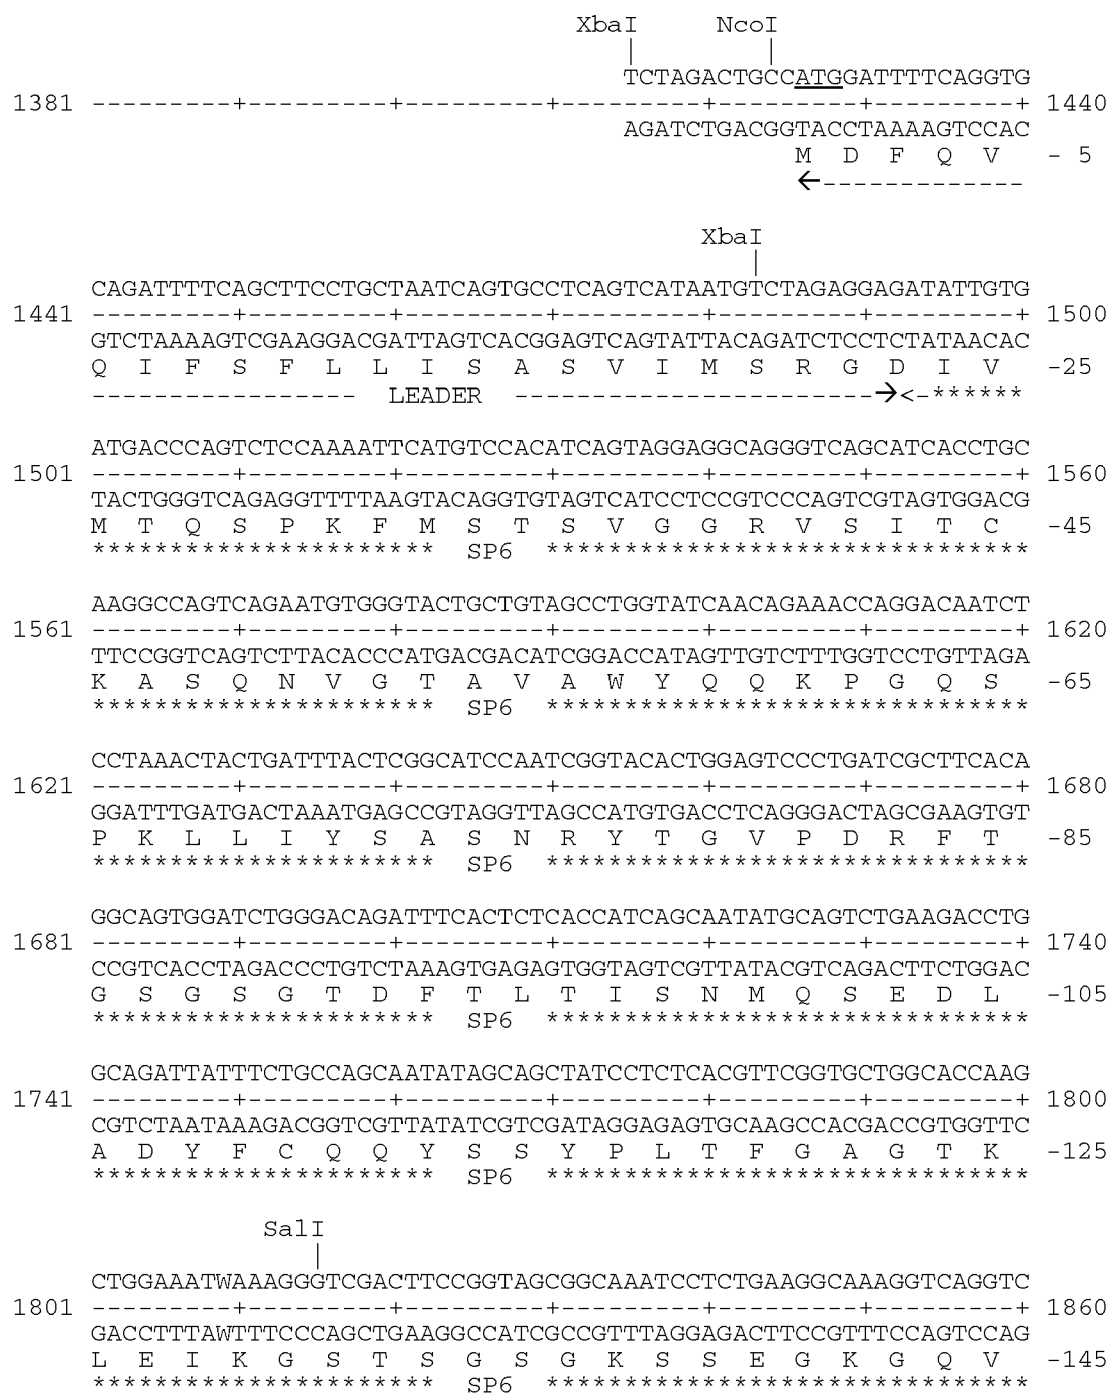 XbaI NcoI
| |
TCTAGACTGCCATGGATTTTCAGGTG
1381 ---------+---------+---------+---------+---------+---------+ 1440
AGATCTGACGGTACCTAAAAGTCCAC
M D F Q V - 5
←-------------
XbaI
|
CAGATTTTCAGCTTCCTGCTAATCAGTGCCTCAGTCATAATGTCTAGAGGAGATATTGTG
1441 ---------+---------+---------+---------+---------+---------+ 1500
GTCTAAAAGTCGAAGGACGATTAGTCACGGAGTCAGTATTACAGATCTCCTCTATAACAC
Q I F S F L L I S A S V I M S R G D I V -25
----------------- LEADER -----------------------→<-******
ATGACCCAGTCTCCAAAATTCATGTCCACATCAGTAGGAGGCAGGGTCAGCATCACCTGC
1501 ---------+---------+---------+---------+---------+---------+ 1560
TACTGGGTCAGAGGTTTTAAGTACAGGTGTAGTCATCCTCCGTCCCAGTCGTAGTGGACG
M T Q S P K F M S T S V G G R V S I T C -45
********************** SP6 *******************************
AAGGCCAGTCAGAATGTGGGTACTGCTGTAGCCTGGTATCAACAGAAACCAGGACAATCT
1561 ---------+---------+---------+---------+---------+---------+ 1620
TTCCGGTCAGTCTTACACCCATGACGACATCGGACCATAGTTGTCTTTGGTCCTGTTAGA
K A S Q N V G T A V A W Y Q Q K P G Q S -65
********************** SP6 *******************************
CCTAAACTACTGATTTACTCGGCATCCAATCGGTACACTGGAGTCCCTGATCGCTTCACA
1621 ---------+---------+---------+---------+---------+---------+ 1680
GGATTTGATGACTAAATGAGCCGTAGGTTAGCCATGTGACCTCAGGGACTAGCGAAGTGT
P K L L I Y S A S N R Y T G V P D R F T -85
********************** SP6 *******************************
GGCAGTGGATCTGGGACAGATTTCACTCTCACCATCAGCAATATGCAGTCTGAAGACCTG
1681 ---------+---------+---------+---------+---------+---------+ 1740
CCGTCACCTAGACCCTGTCTAAAGTGAGAGTGGTAGTCGTTATACGTCAGACTTCTGGAC
G S G S G T D F T L T I S N M Q S E D L -105
********************** SP6 *******************************
GCAGATTATTTCTGCCAGCAATATAGCAGCTATCCTCTCACGTTCGGTGCTGGCACCAAG
1741 ---------+---------+---------+---------+---------+---------+ 1800
CGTCTAATAAAGACGGTCGTTATATCGTCGATAGGAGAGTGCAAGCCACGACCGTGGTTC
A D Y F C Q Q Y S S Y P L T F G A G T K -125
********************** SP6 *******************************
SalI
|
CTGGAAATWAAAGGGTCGACTTCCGGTAGCGGCAAATCCTCTGAAGGCAAAGGTCAGGTC
1801 ---------+---------+---------+---------+---------+---------+ 1860
GACCTTTAWTTTCCCAGCTGAAGGCCATCGCCGTTTAGGAGACTTCCGTTTCCAGTCCAG
L E I K G S T S G S G K S S E G K G Q V -145
********************** SP6 *******************************